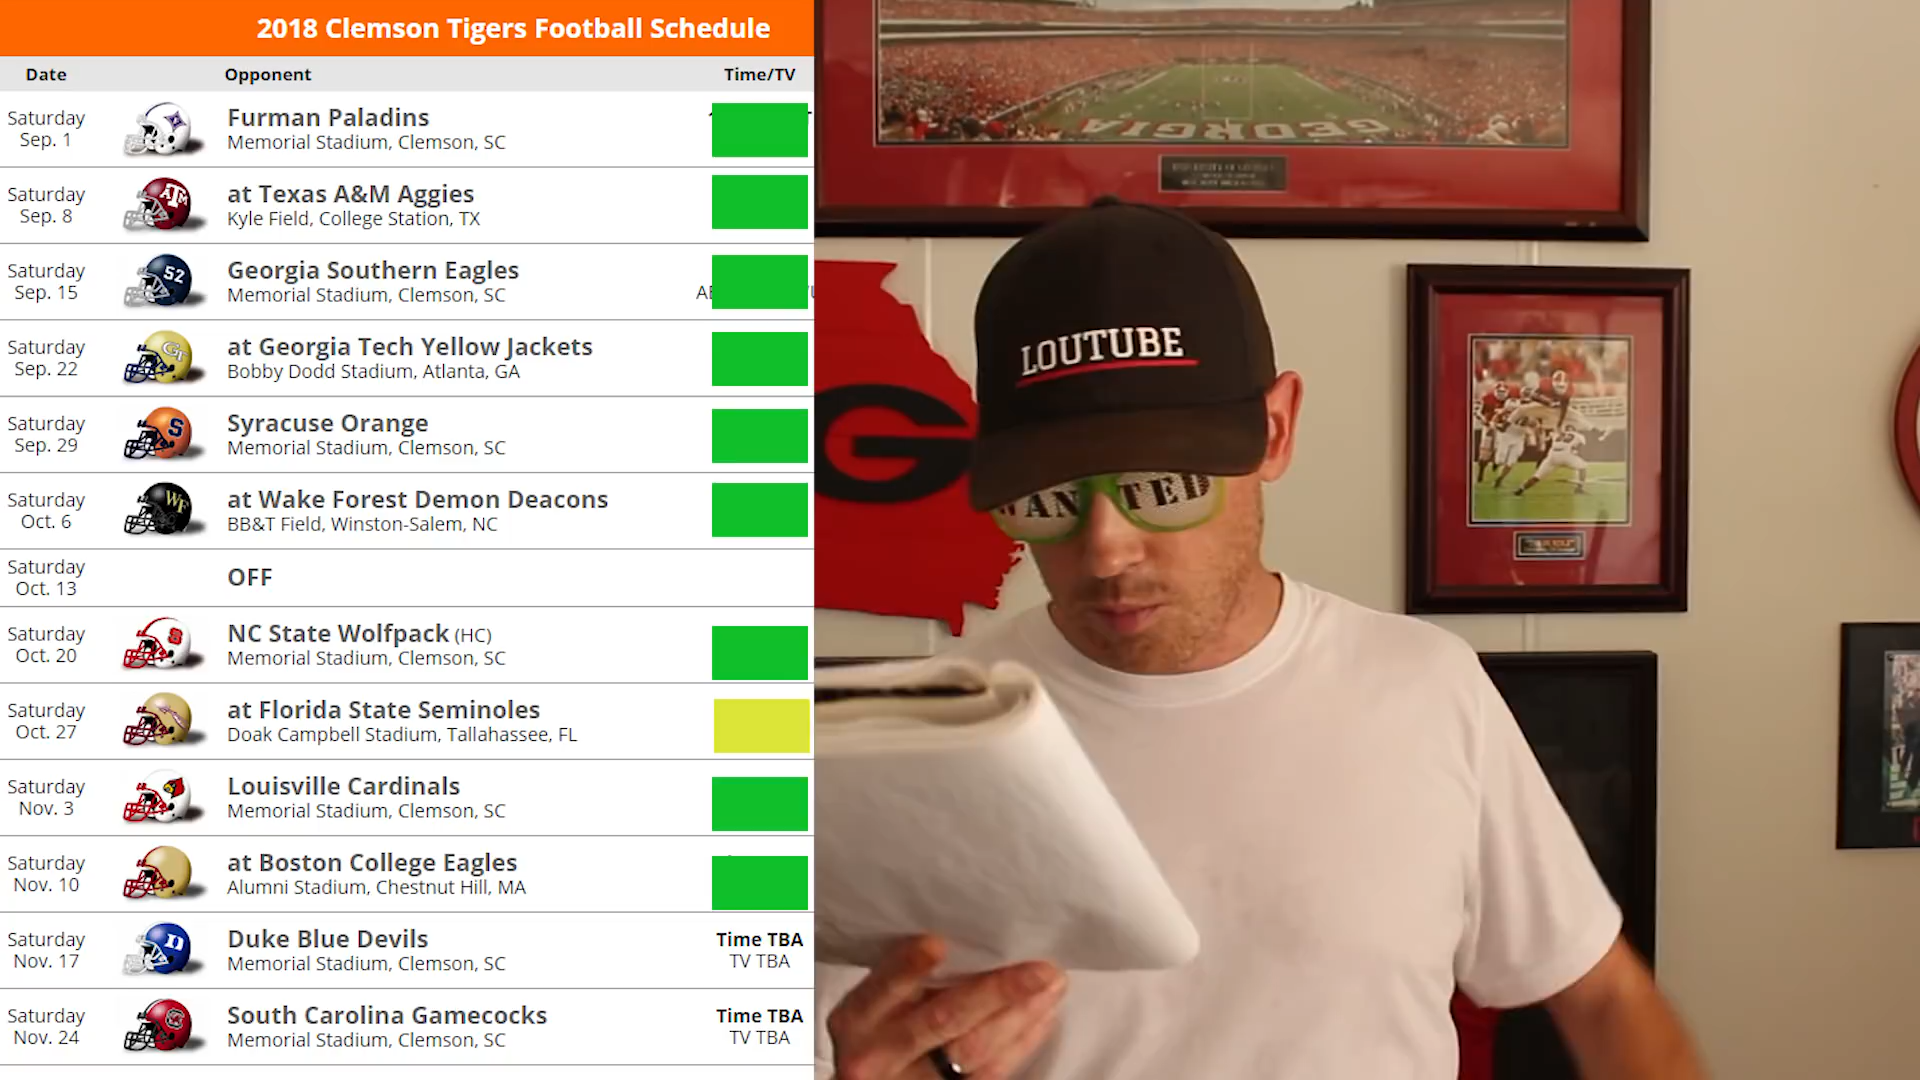 2018 Clemson Tigers Football Schedule
Date Opponent Time/TV
Saturday
Sep. 1
Furman Paladins
Memorial Stadium, Clemson, SC
Saturday
Sep. 8
at Texas A&M Aggies
Kyle Field, College Station, TX
Saturday
Sep. 15
Georgia Southern Eagles
Memorial Stadium, Clemson, SC
Saturday
Sep. 22
at Georgia Tech Yellow Jackets
Bobby Dodd Stadium, Atlanta, GA
Saturday
Sep. 29
Syracuse Orange
Memorial Stadium, Clemson, SC
Saturday
Oct. 6
at Wake Forest Demon Deacons
BB&T Field, Winston-Salem, NC
Saturday
Oct. 13
OFF
Saturday
Oct. 20
NC State Wolfpack (HC)
Memorial Stadium, Clemson, SC
Saturday
Oct. 27
at Florida State Seminoles
Doak Campbell Stadium, Tallahassee, FL
Saturday
Nov. 3
Louisville Cardinals
Memorial Stadium, Clemson, SC
Saturday
Nov. 10
at Boston College Eagles
Alumni Stadium, Chestnut Hill, MA
Saturday
Nov. 17
Duke Blue Devils
Memorial Stadium, Clemson, SC
Time TBA
TV TBA
Saturday
Nov. 24
South Carolina Gamecocks
Memorial Stadium, Clemson, SC
Time TBA
TV TBA
ATM
52
GT
S
WF
S
D
GEORGIA
G
LOUTUBE
WANTED